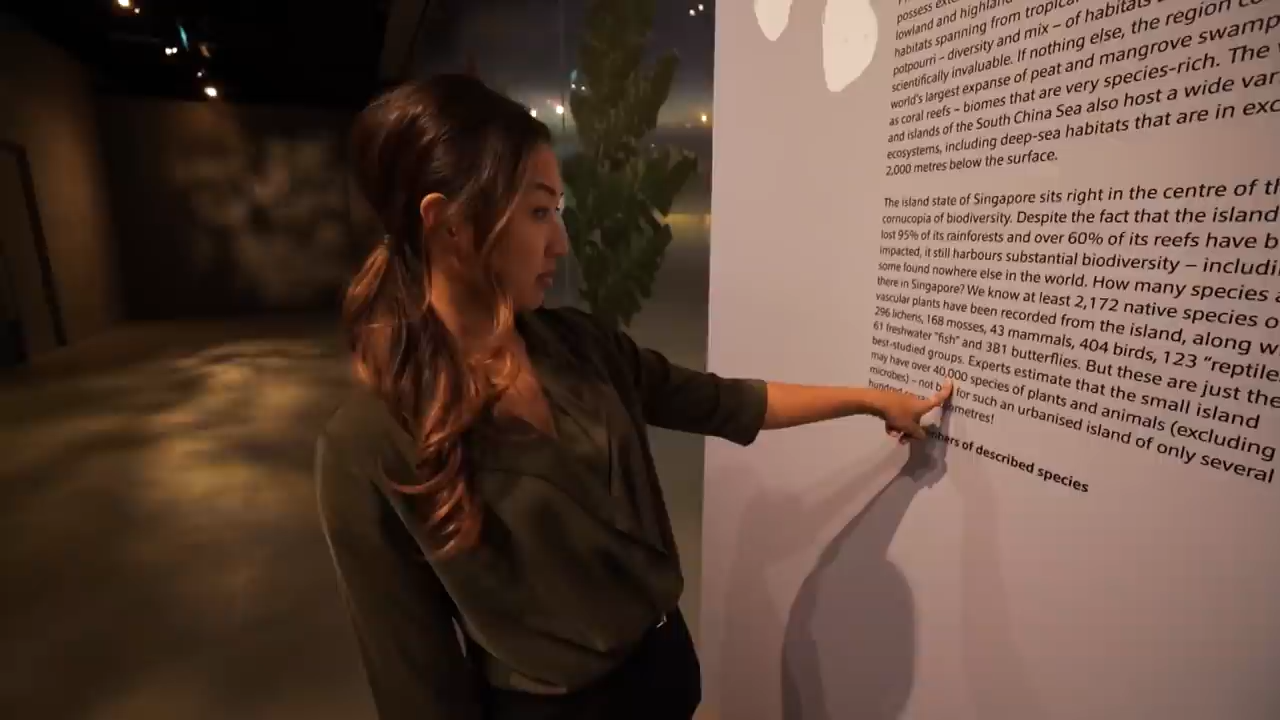 possess
lowland and highland
habitats spanning from tropical
potpourri – diversity and mix – of habitats
scientifically invaluable. If nothing else, the region
world's largest expanse of peat and mangrove swamp
as coral reefs – biomes that are very species-rich. The
and islands of the South China Sea also host a wide var
ecosystems, including deep-sea habitats that are in exc
2,000 metres below the surface.
The island state of Singapore sits right in the centre of th
cornucopia of biodiversity. Despite the fact that the island
lost 95% of its rainforests and over 60% of its reefs have b
impacted, it still harbours substantial biodiversity – includi
some found nowhere else in the world. How many species a
there in Singapore? We know at least 2,172 native species o
vascular plants have been recorded from the island, along w
296 lichens, 168 mosses, 43 mammals, 404 birds, 123 "reptile
61 freshwater "fish" and 381 butterflies. But these are just the
best-studied groups. Experts estimate that the small island
may have over 40,000 species of plants and animals (excluding
microbes) – not for such an urbanised island of only several
ametres!
mbers of described species